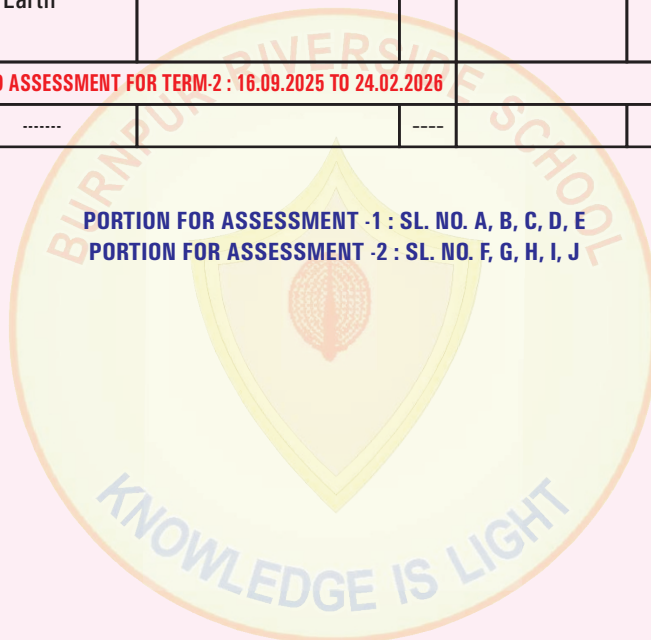 Earth
ASSESSMENT FOR TERM-2 : 16.09.2025 TO 24.02.2026
------- ----
PORTION FOR ASSESSMENT -1 : SL. NO. A, B, C, D, E
PORTION FOR ASSESSMENT -2 : SL. NO. F, G, H, I, J
BURNPUR RIVERSIDE SCHOOL
KNOWLEDGE IS LIGHT